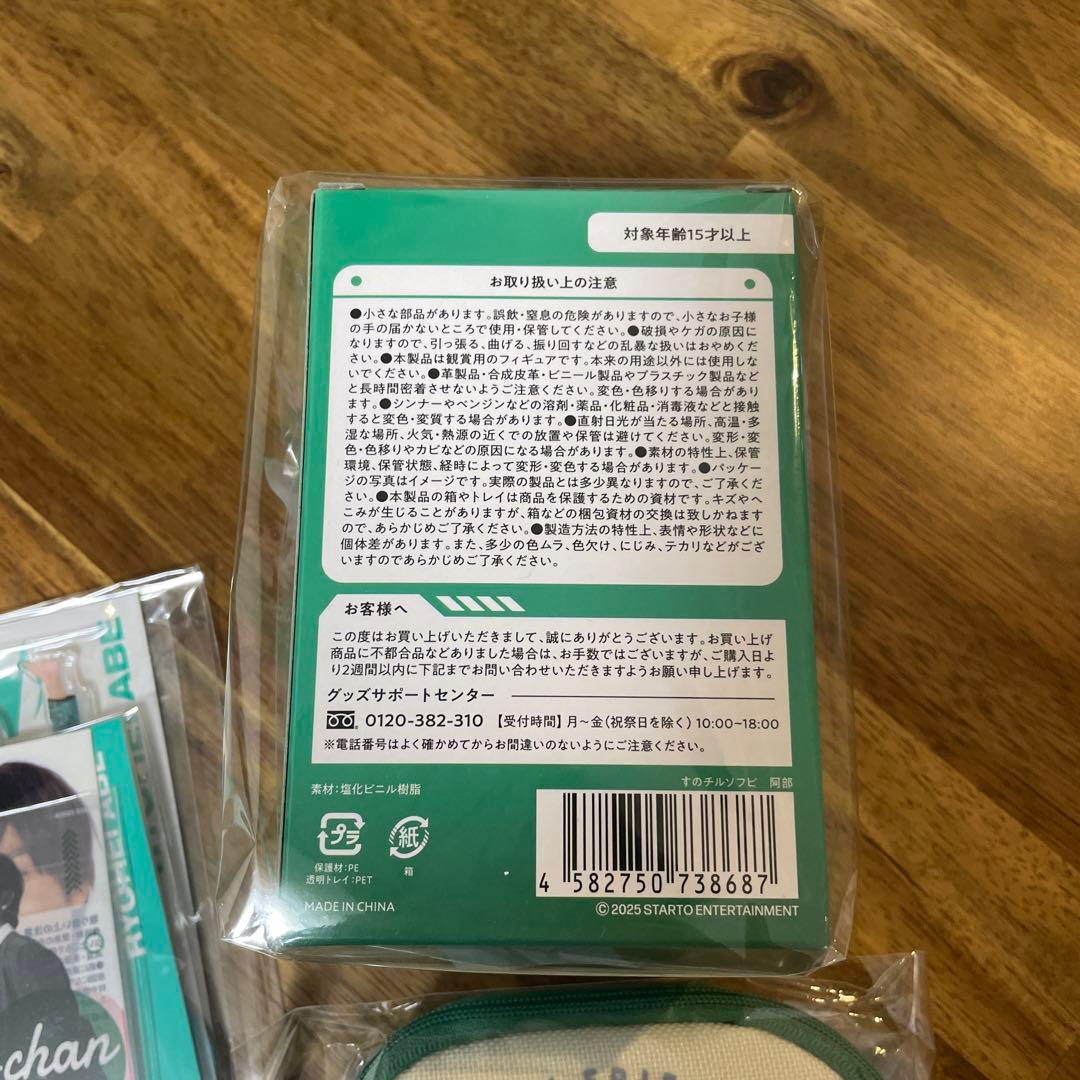 対象年齢15才以上
お取り扱い上の注意
●小さな部品があります。誤飲・窒息の危険がありますので、小さなお子様
の手の届かないところで使用・保管してください。●破損やケガの原因に
なりますので、引っ張る、曲げる、振り回すなどの乱暴な扱いはおやめくだ
さい。●本製品は観賞用のフィギュアです。本来の用途以外には使用しな
いでください。●革製品・合成皮革・ビニール製品やプラスチック製品など
と長時間密着させないようご注意ください。変色・色移りする場合があり
ます。●シンナーやベンジンなどの溶剤・薬品・化粧品・消毒液などと接触
すると変色・変質する場合があります。●直射日光が当たる場所、高温・多
湿な場所、火気・熱源の近くでの放置や保管は避けてください。変形・変
色・色移りやカビなどの原因になる場合があります。●素材の特性上、保管
環境、保管状態、経時によって変形・変色する場合があります。●パッケー
ジの写真はイメージです。実際の製品とは多少異なりますので、ご了承くだ
さい。●本製品の箱やトレイは商品を保護するための資材です。キズやへ
こみが生じることがありますが、箱などの梱包資材の交換は致しかねます
ので、あらかじめご了承ください。●製造方法の特性上、表情や形状などに
個体差があります。また、多少の色ムラ、色欠け、にじみ、テカリなどがござ
いますのであらかじめご了承ください。
お客様へ
この度はお買い上げいただきまして、誠にありがとうございます。お買い上げ
商品に不都合品などありました場合は、お手数ではございますが、ご購入日よ
り2週間以内に下記までお問い合わせいただきますようお願い申し上げます。
グッズサポートセンター
0120-382-310 【受付時間】月〜金(祝祭日を除く)10:00~18:00
※電話番号はよく確かめてからお間違いのないようにご注意ください。
素材:塩化ビニル樹脂
すのチルソフビ 阿部
プラ
紙
保護材:PE
透明トレイ:PET
箱
MADE IN CHINA
4 582750 738687
© 2025 STARTO ENTERTAINMENT
ABE
RYOHEI ABE
-chan